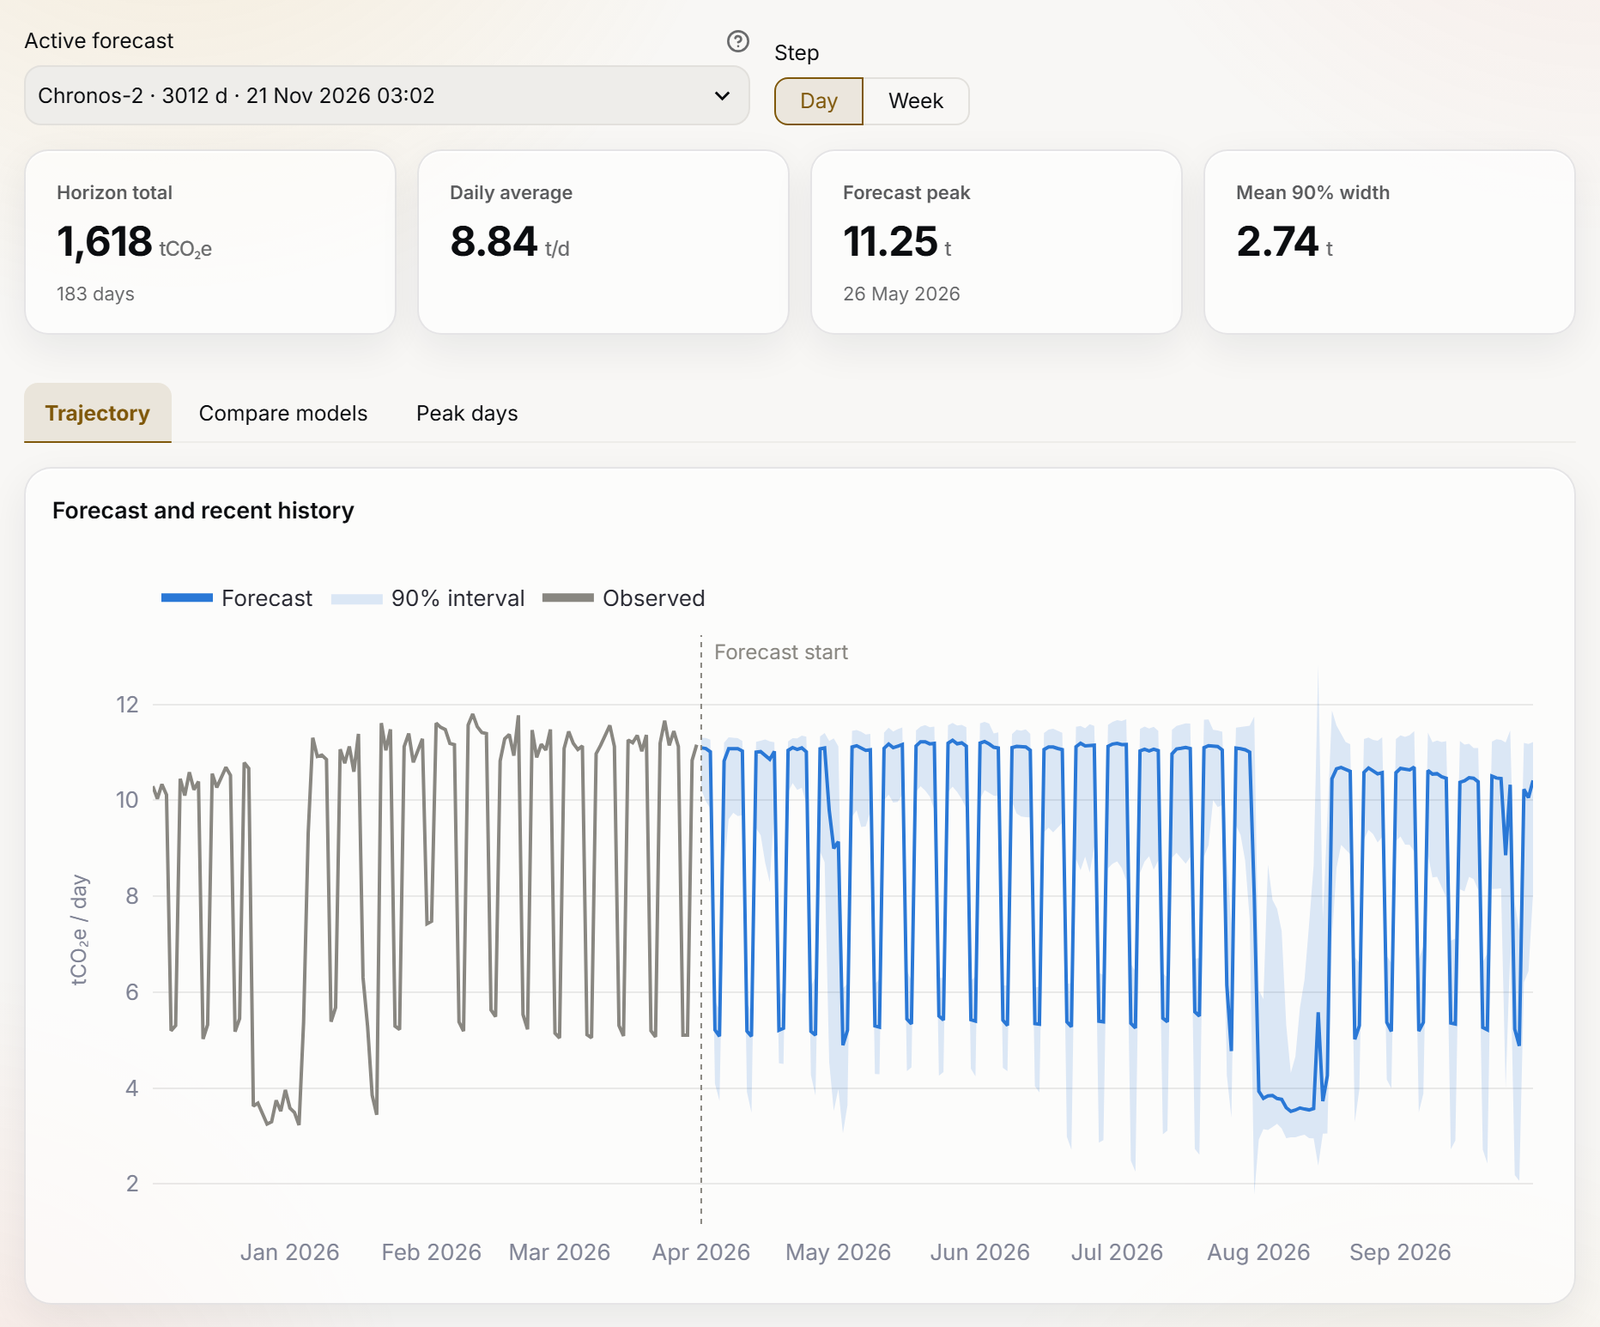 Active forecast
Step
Chronos-2 · 3012 d · 21 Nov 2026 03:02
Day
Week
Horizon total
1,618 tCO₂e
183 days
Daily average
8.84 t/d
Forecast peak
11.25 t
26 May 2026
Mean 90% width
2.74 t
Trajectory
Compare models
Peak days
Forecast and recent history
Forecast
90% interval
Observed
Forecast start
12
10
8
6
4
2
tCO₂e / day
Jan 2026
Feb 2026
Mar 2026
Apr 2026
May 2026
Jun 2026
Jul 2026
Aug 2026
Sep 2026